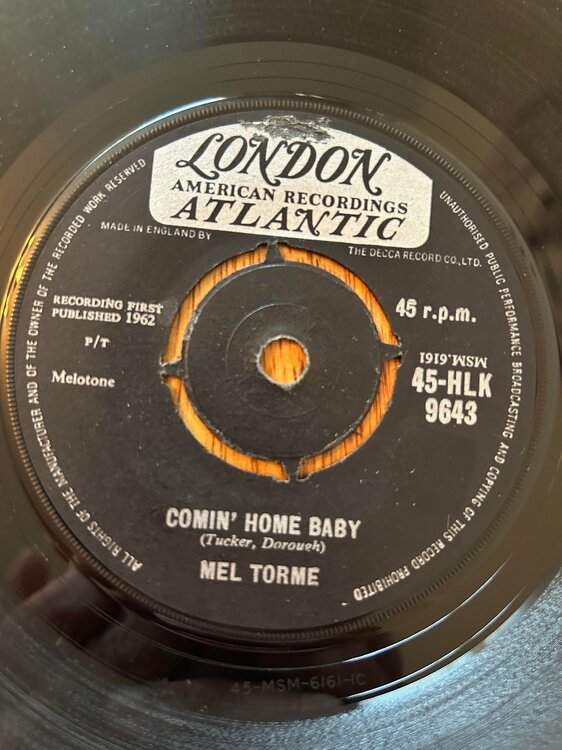 LONDON
AMERICAN RECORDINGS
ATLANTIC
MADE IN ENGLAND BY
THE DECCA RECORD CO., LTD.
RECORDING FIRST
PUBLISHED 1962
P/T
Melotone
45 r.p.m.
MSM.6161
45-HLK
9643
COMIN' HOME BABY
(Tucker, Dorough)
MEL TORME
ALL RIGHTS OF THE MANUFACTURER AND OF THE OWNER OF THE RECORDED WORK RESERVED
UNAUTHORISED PUBLIC PERFORMANCE BROADCASTING AND COPYING OF THIS RECORD PROHIBITED
45-MSM-6161-1C